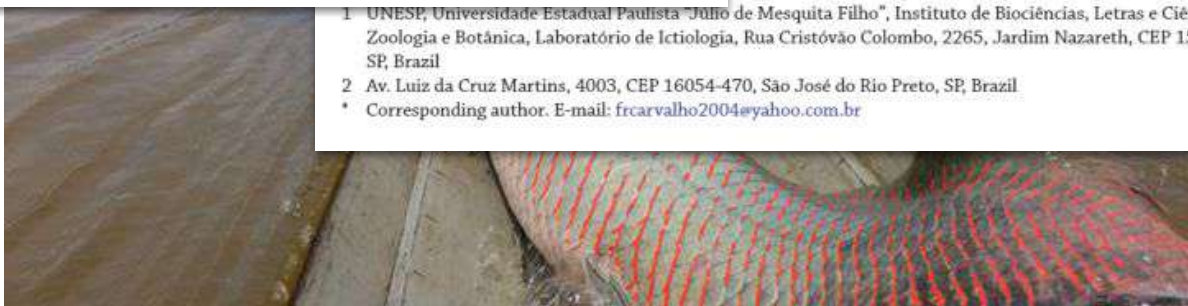 1 UNESP, Universidade Estadual Paulista "Júlio de Mesquita Filho", Instituto de Biociências, Letras e
Zoologia e Botânica, Laboratório de Ictiologia, Rua Cristóvão Colombo, 2265, Jardim Nazareth, CEP
SP, Brazil
2 Av. Luiz da Cruz Martins, 4003, CEP 16054-470, São José do Rio Preto, SP, Brazil
* Corresponding author. E-mail: frcarvalho2004@yahoo.com.br